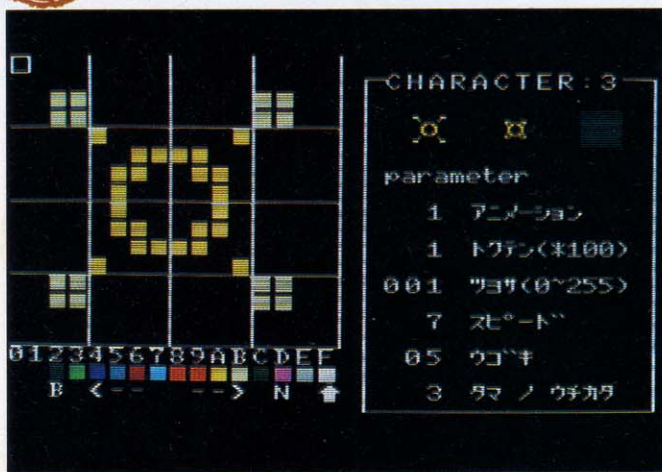 CHARACTER:3
parameter
1 アニメーション
1 トクテン(*100)
001 ツヨサ(0~255)
7 スピード
05 ウゴキ
3 タマ ノ ウチカタ
0123456789ABCDEF
B <-- --> N ⬆